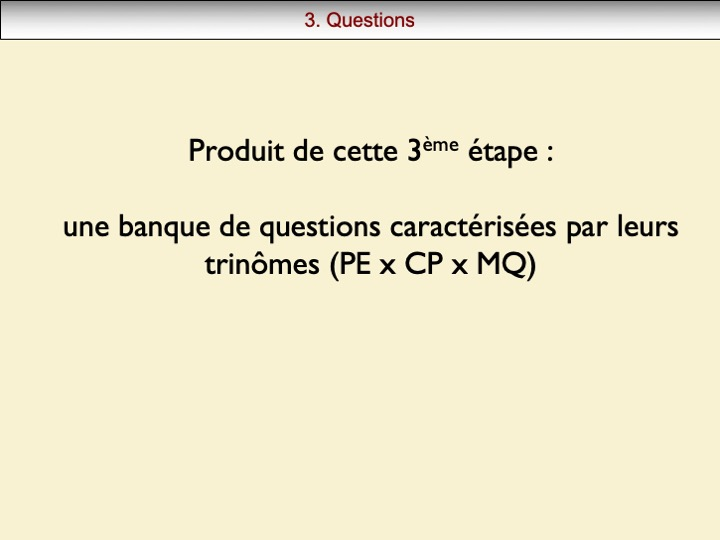 3. Questions
Produit de cette 3ème étape :
une banque de questions caractérisées par leurs
trinômes (PE x CP x MQ)